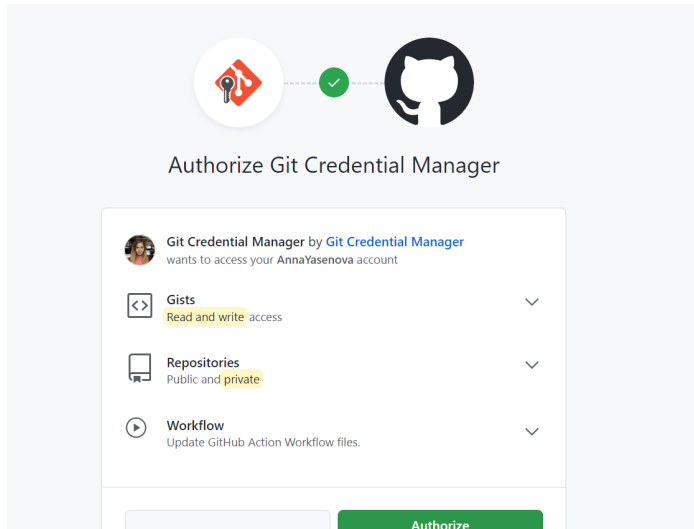 Authorize Git Credential Manager
Git Credential Manager by Git Credential Manager
wants to access your AnnaYasenova account
Gists
Read and write access
Repositories
Public and private
Workflow
Update GitHub Action Workflow files.
Authorize